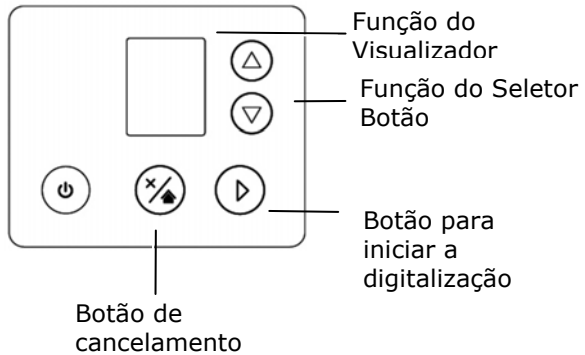 Função do
Visualizador
Função do Seletor
Botão
Botão para
iniciar a
digitalização
Botão de
cancelamento